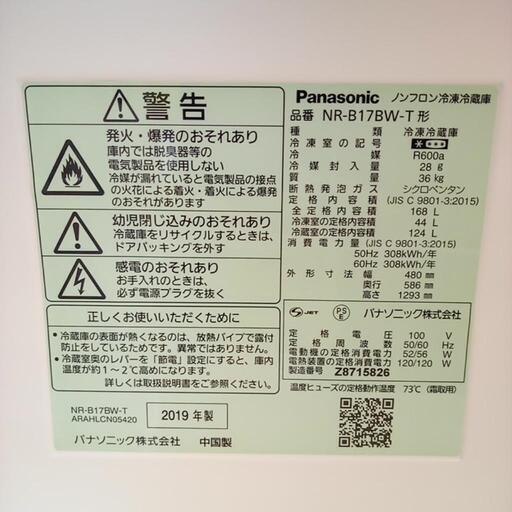 警告
発火・爆発のおそれあり
庫内では脱臭器等の
電気製品を使用しない
冷媒が漏れていると電気製品の接点
の火花による着火・着火による爆発
幼児閉じ込みのおそれあり
冷蔵庫をリサイクルするときは、
ドアパッキングを外す
感電のおそれあり
お手入れのときは、
必ず電源プラグを抜く
正しくお使いいただくために
・冷蔵庫の表面が熱くなるのは、放熱パイプで露付
防止をしているためです。異常ではありません。
・冷蔵室奥のレバーを「節電」設定にすると、庫内
温度が約1~2℃高めになります。
詳しくは取扱説明書をご参照ください。
NR-B17BW-T
ARAHLCN05420
2019年製
パナソニック株式会社 中国製
Panasonic ノンフロン冷凍冷蔵庫
品番 NR-B17BW-T形
種類 冷凍冷蔵庫
冷凍室の記号
冷媒 R600a
冷媒封入量 28g
質量 36kg
断熱発泡ガス シクロペンタン
定格内容積 (JIS C 9801-3:2015)
全定格内容積 168 L
冷凍室の定格内容積 44 L
冷蔵室の定格内容積 124 L
消費電力量 (JIS C 9801-3:2015)
50Hz 308kWh/年
60Hz 308kWh/年
外形寸法 幅 480mm
奥行 586mm
高さ 1293mm
JET PSE パナソニック株式会社
定格電圧 100 V
定格周波数 50/60 Hz
電動機の定格消費電力 52/56 W
電熱装置の定格消費電力 120/120 W
製造番号 Z8715826
温度ヒューズの定格動作温度 73℃(霜取用)